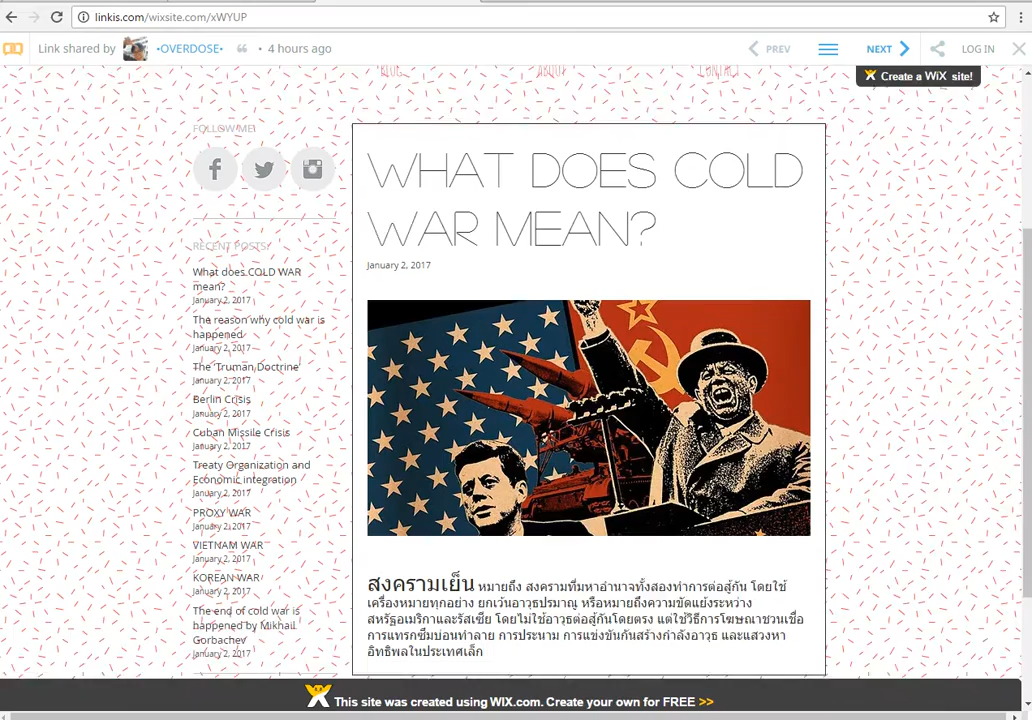 linkis.com/wixsite.com/xWYUP
Link shared by •OVERDOSE• • 4 hours ago
PREV
NEXT
LOG IN
BLOG ABOUT CONTACT
Create a WiX site!
FOLLOW ME!
RECENT POSTS:
What does COLD WAR
mean?
January 2, 2017
The reason why cold war is
happened
January 2, 2017
The 'Truman Doctrine'
January 2, 2017
Berlin Crisis
January 2, 2017
Cuban Missile Crisis
January 2, 2017
Treaty Organization and
Economic integration
January 2, 2017
PROXY WAR
January 2, 2017
VIETNAM WAR
January 2, 2017
KOREAN WAR
January 2, 2017
The end of cold war is
happened by Mikhail
Gorbachev
January 2, 2017
WHAT DOES COLD
WAR MEAN?
January 2, 2017
สงครามเย็น หมายถึง สงครามที่มหาอำนาจทั้งสองทำการต่อสู้กัน โดยใช้
เครื่องหมายทุกอย่าง ยกเว้นอาวุธปรมาณู หรือหมายถึงความขัดแย้งระหว่าง
สหรัฐอเมริกาและรัสเซีย โดยไม่ใช้อาวุธต่อสู้กันโดยตรง แต่ใช้วิธีการโฆษณาชวนเชื่อ
การแทรกซึมบ่อนทำลาย การประนาม การแข่งขันกันสร้างกำลังอาวุธ และแสวงหา
อิทธิพลในประเทศเล็ก
This site was created using WIX.com. Create your own for FREE >>